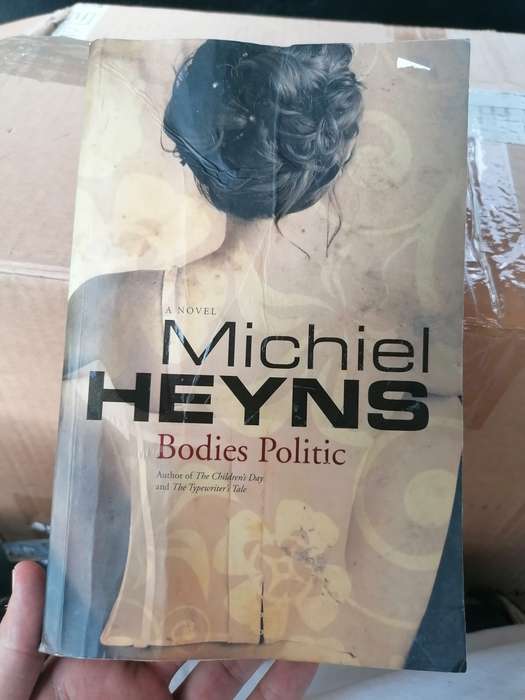 A NOVEL
Michiel
HEYNS
Bodies Politic
Author of The Children's Day
and The Typewriter's Tale